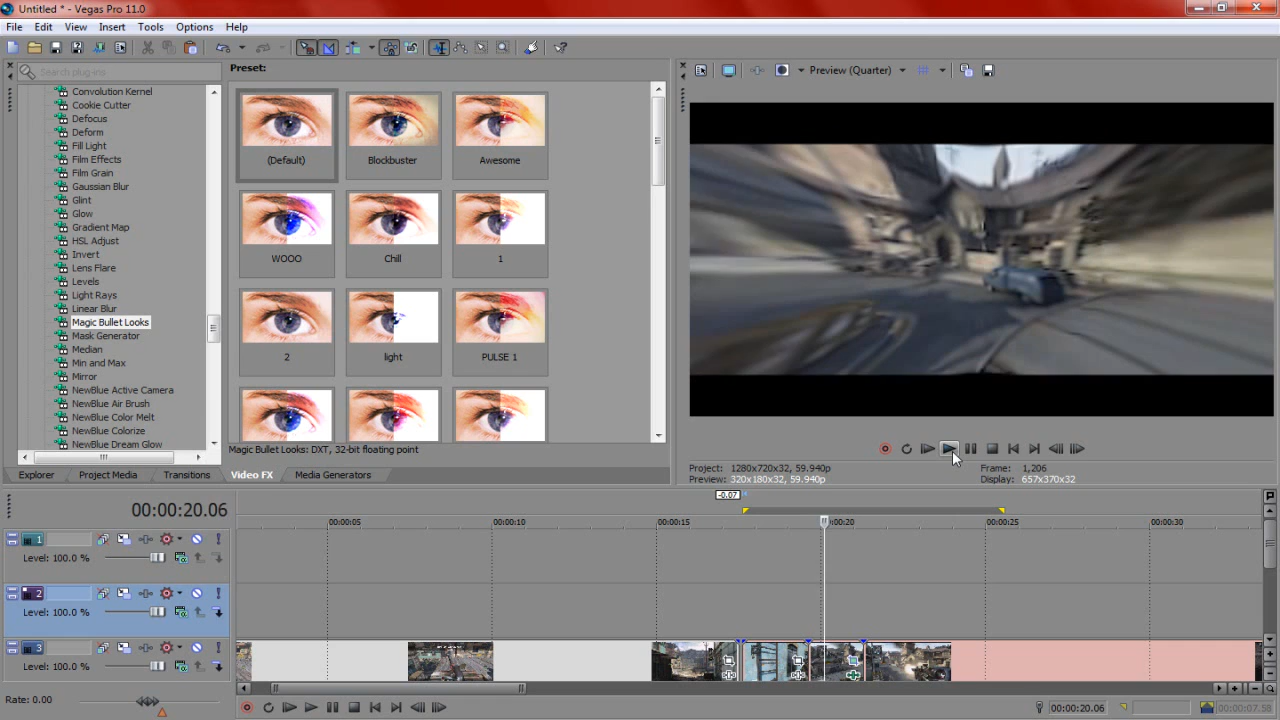 Untitled * - Vegas Pro 11.0
File Edit View Insert Tools Options Help
Search plug-ins
Preset:
Preview (Quarter)
Convolution Kernel
Cookie Cutter
Defocus
Deform
Fill Light
Film Effects
Film Grain
Gaussian Blur
Glint
Glow
Gradient Map
HSL Adjust
Invert
Lens Flare
Levels
Light Rays
Linear Blur
Magic Bullet Looks
Mask Generator
Median
Min and Max
Mirror
NewBlue Active Camera
NewBlue Air Brush
NewBlue Color Melt
NewBlue Colorize
NewBlue Dream Glow
(Default) Blockbuster Awesome
WOOO Chill 1
2 light PULSE 1
Magic Bullet Looks: DXT, 32-bit floating point
Explorer Project Media Transitions Video FX Media Generators
Project: 1280x720x32, 59.940p Frame: 1,206
Preview: 320x180x32, 59.940p Display: 657x370x32
-0.07
00:00:20.06
00:00:05 00:00:10 00:00:15 :00:20 00:00:25 00:00:30
1
Level: 100.0 %
2
Level: 100.0 %
3
Level: 100.0 %
Rate: 0.00
00:00:20.06 00:00:07.58